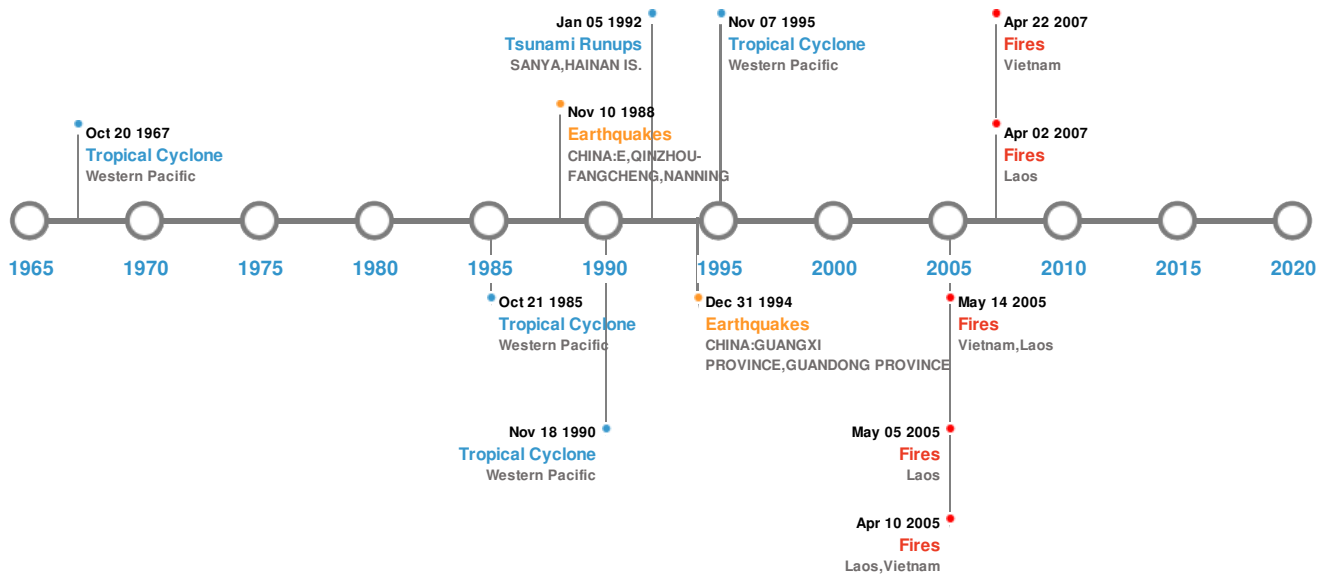 Jan 05 1992
Tsunami Runups
SANYA,HAINAN IS.
Nov 07 1995
Tropical Cyclone
Western Pacific
Apr 22 2007
Fires
Vietnam
Oct 20 1967
Tropical Cyclone
Western Pacific
Nov 10 1988
Earthquakes
CHINA:E,QINZHOU-
FANGCHENG,NANNING
Apr 02 2007
Fires
Laos
1965 1970 1975 1980 1985 1990 1995 2000 2005 2010 2015 2020
Oct 21 1985
Tropical Cyclone
Western Pacific
Dec 31 1994
Earthquakes
CHINA:GUANGXI
PROVINCE,GUANDONG PROVINCE
May 14 2005
Fires
Vietnam,Laos
Nov 18 1990
Tropical Cyclone
Western Pacific
May 05 2005
Fires
Laos
Apr 10 2005
Fires
Laos,Vietnam